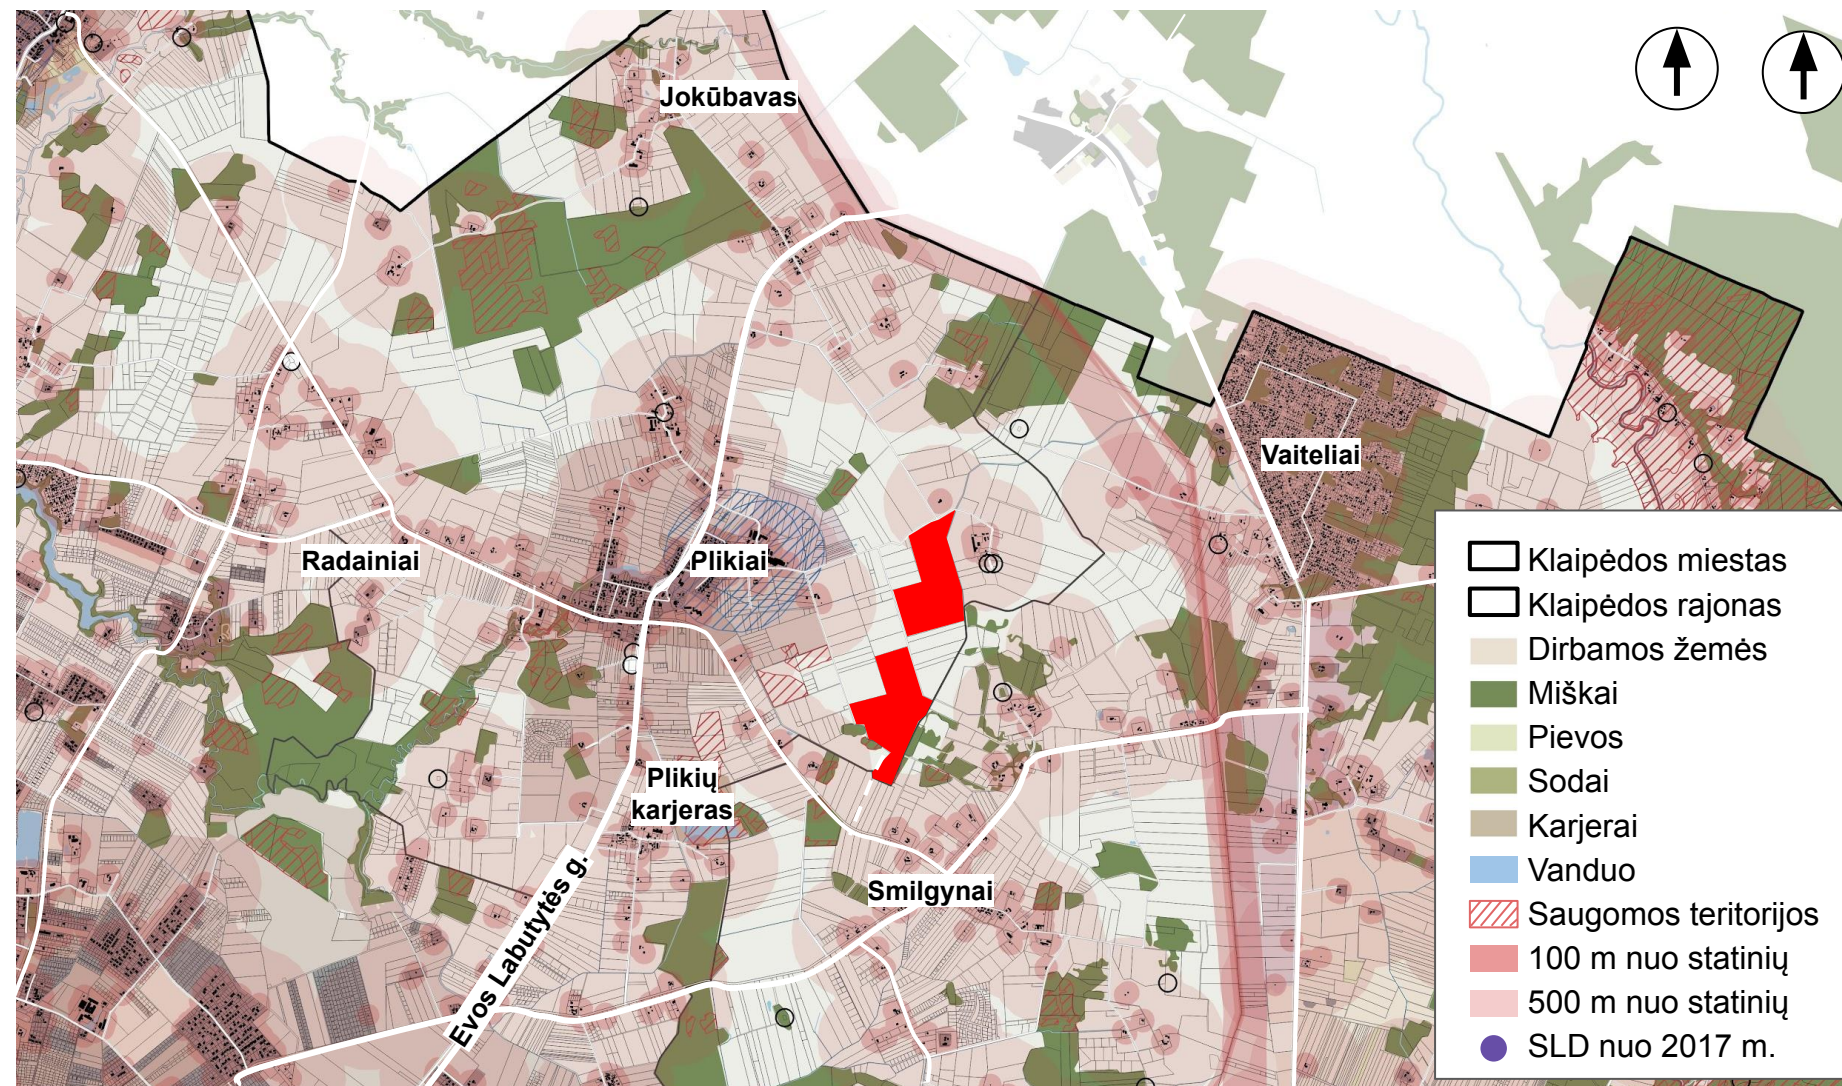 Jokūbavas
Vaiteliai
Radainiai
Plikiai
Plikių
karjeras
Smilgynai
Evos Labutytės g.
Klaipėdos miestas
Klaipėdos rajonas
Dirbamos žemės
Miškai
Pievos
Sodai
Karjerai
Vanduo
Saugomos teritorijos
100 m nuo statinių
500 m nuo statinių
SLD nuo 2017 m.